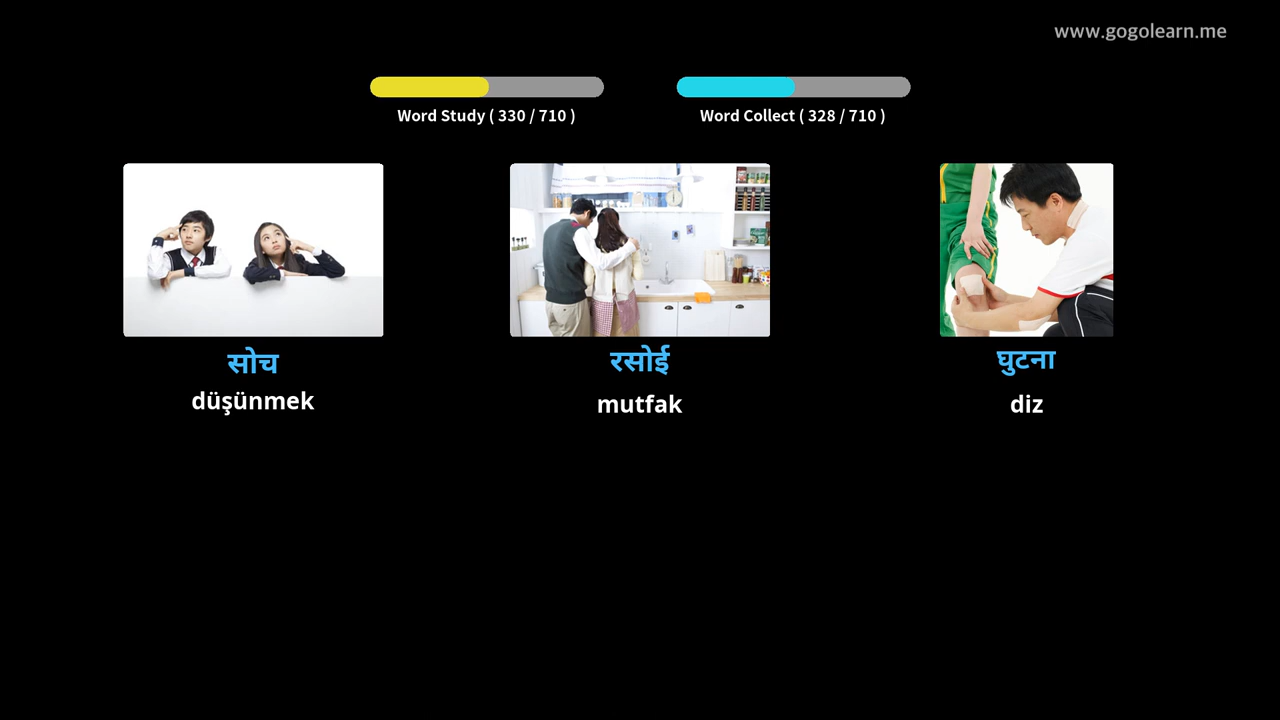 www.gogolearn.me
Word Study ( 330 / 710 )
Word Collect ( 328 / 710 )
सोच
düşünmek
रसोई
mutfak
घुटना
diz